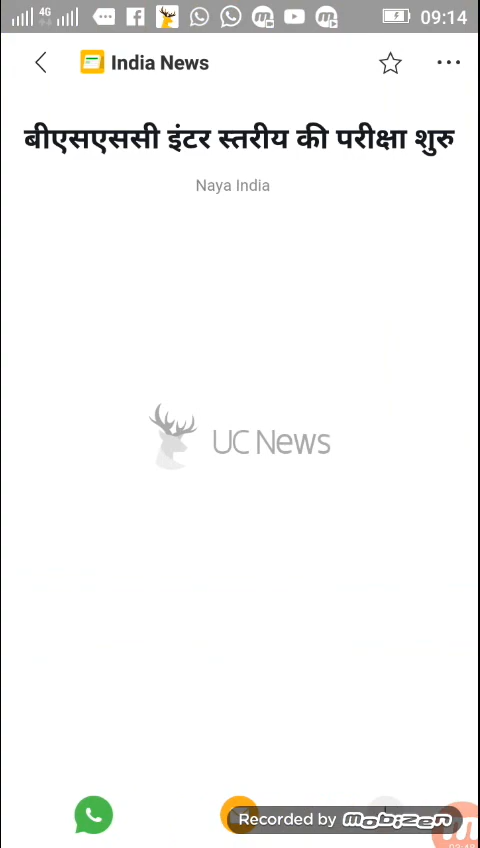 4G 09:14
India News
बीएसएससी इंटर स्तरीय की परीक्षा शुरु
Naya India
UC News
Recorded by mobizen